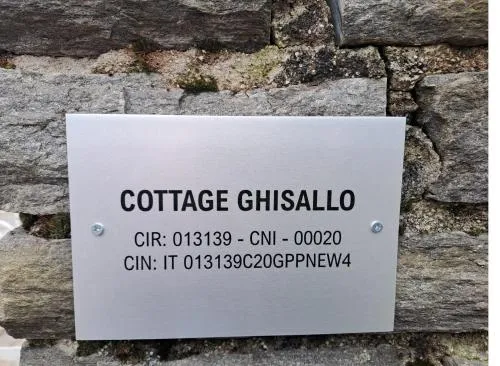 COTTAGE GHISALLO
CIR: 013139 - CNI - 00020
CIN: IT 013139C20GPPNEW4